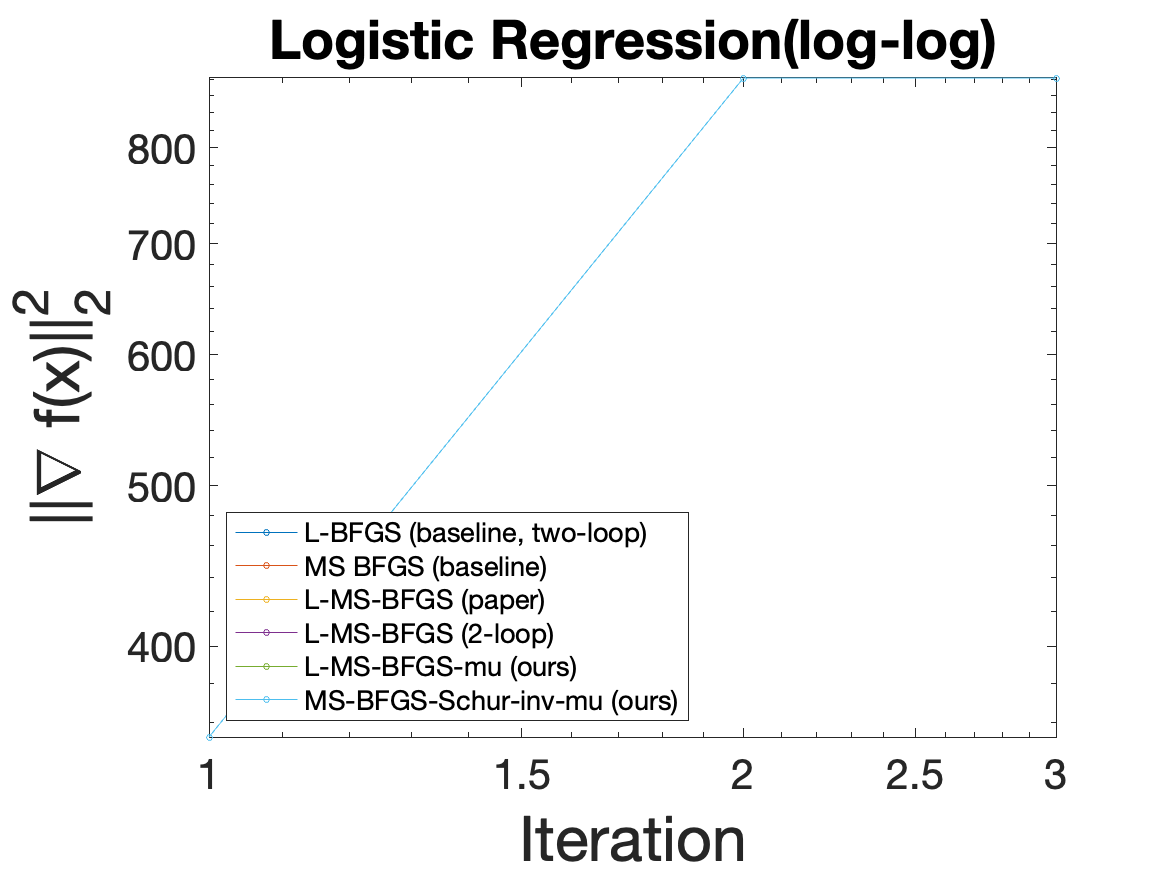 Logistic Regression(log-log)
||∇ f(x)||₂²
800
700
600
500
400
L-BFGS (baseline, two-loop)
MS BFGS (baseline)
L-MS-BFGS (paper)
L-MS-BFGS (2-loop)
L-MS-BFGS-mu (ours)
MS-BFGS-Schur-inv-mu (ours)
1 1.5 2 2.5 3
Iteration